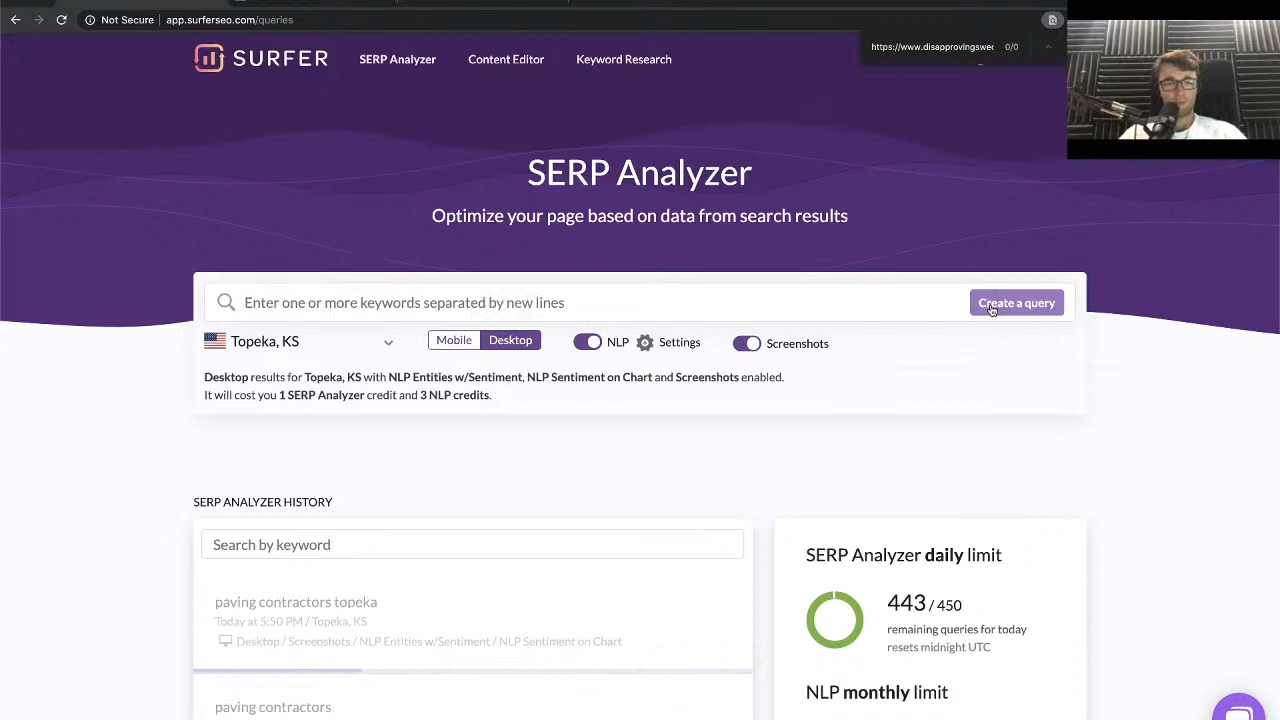 Not Secure
app.surferseo.com/queries
https://www.disapprovingswee
0/0
SURFER
SERP Analyzer
Content Editor
Keyword Research
SERP Analyzer
Optimize your page based on data from search results
Enter one or more keywords separated by new lines
Create a query
Topeka, KS
Mobile
Desktop
NLP
Settings
Screenshots
Desktop results for Topeka, KS with NLP Entities w/Sentiment, NLP Sentiment on Chart and Screenshots enabled.
It will cost you 1 SERP Analyzer credit and 3 NLP credits.
SERP ANALYZER HISTORY
Search by keyword
paving contractors topeka
Today at 5:50 PM / Topeka, KS
Desktop / Screenshots / NLP Entities w/Sentiment / NLP Sentiment on Chart
paving contractors
SERP Analyzer daily limit
443 / 450
remaining queries for today
resets midnight UTC
NLP monthly limit